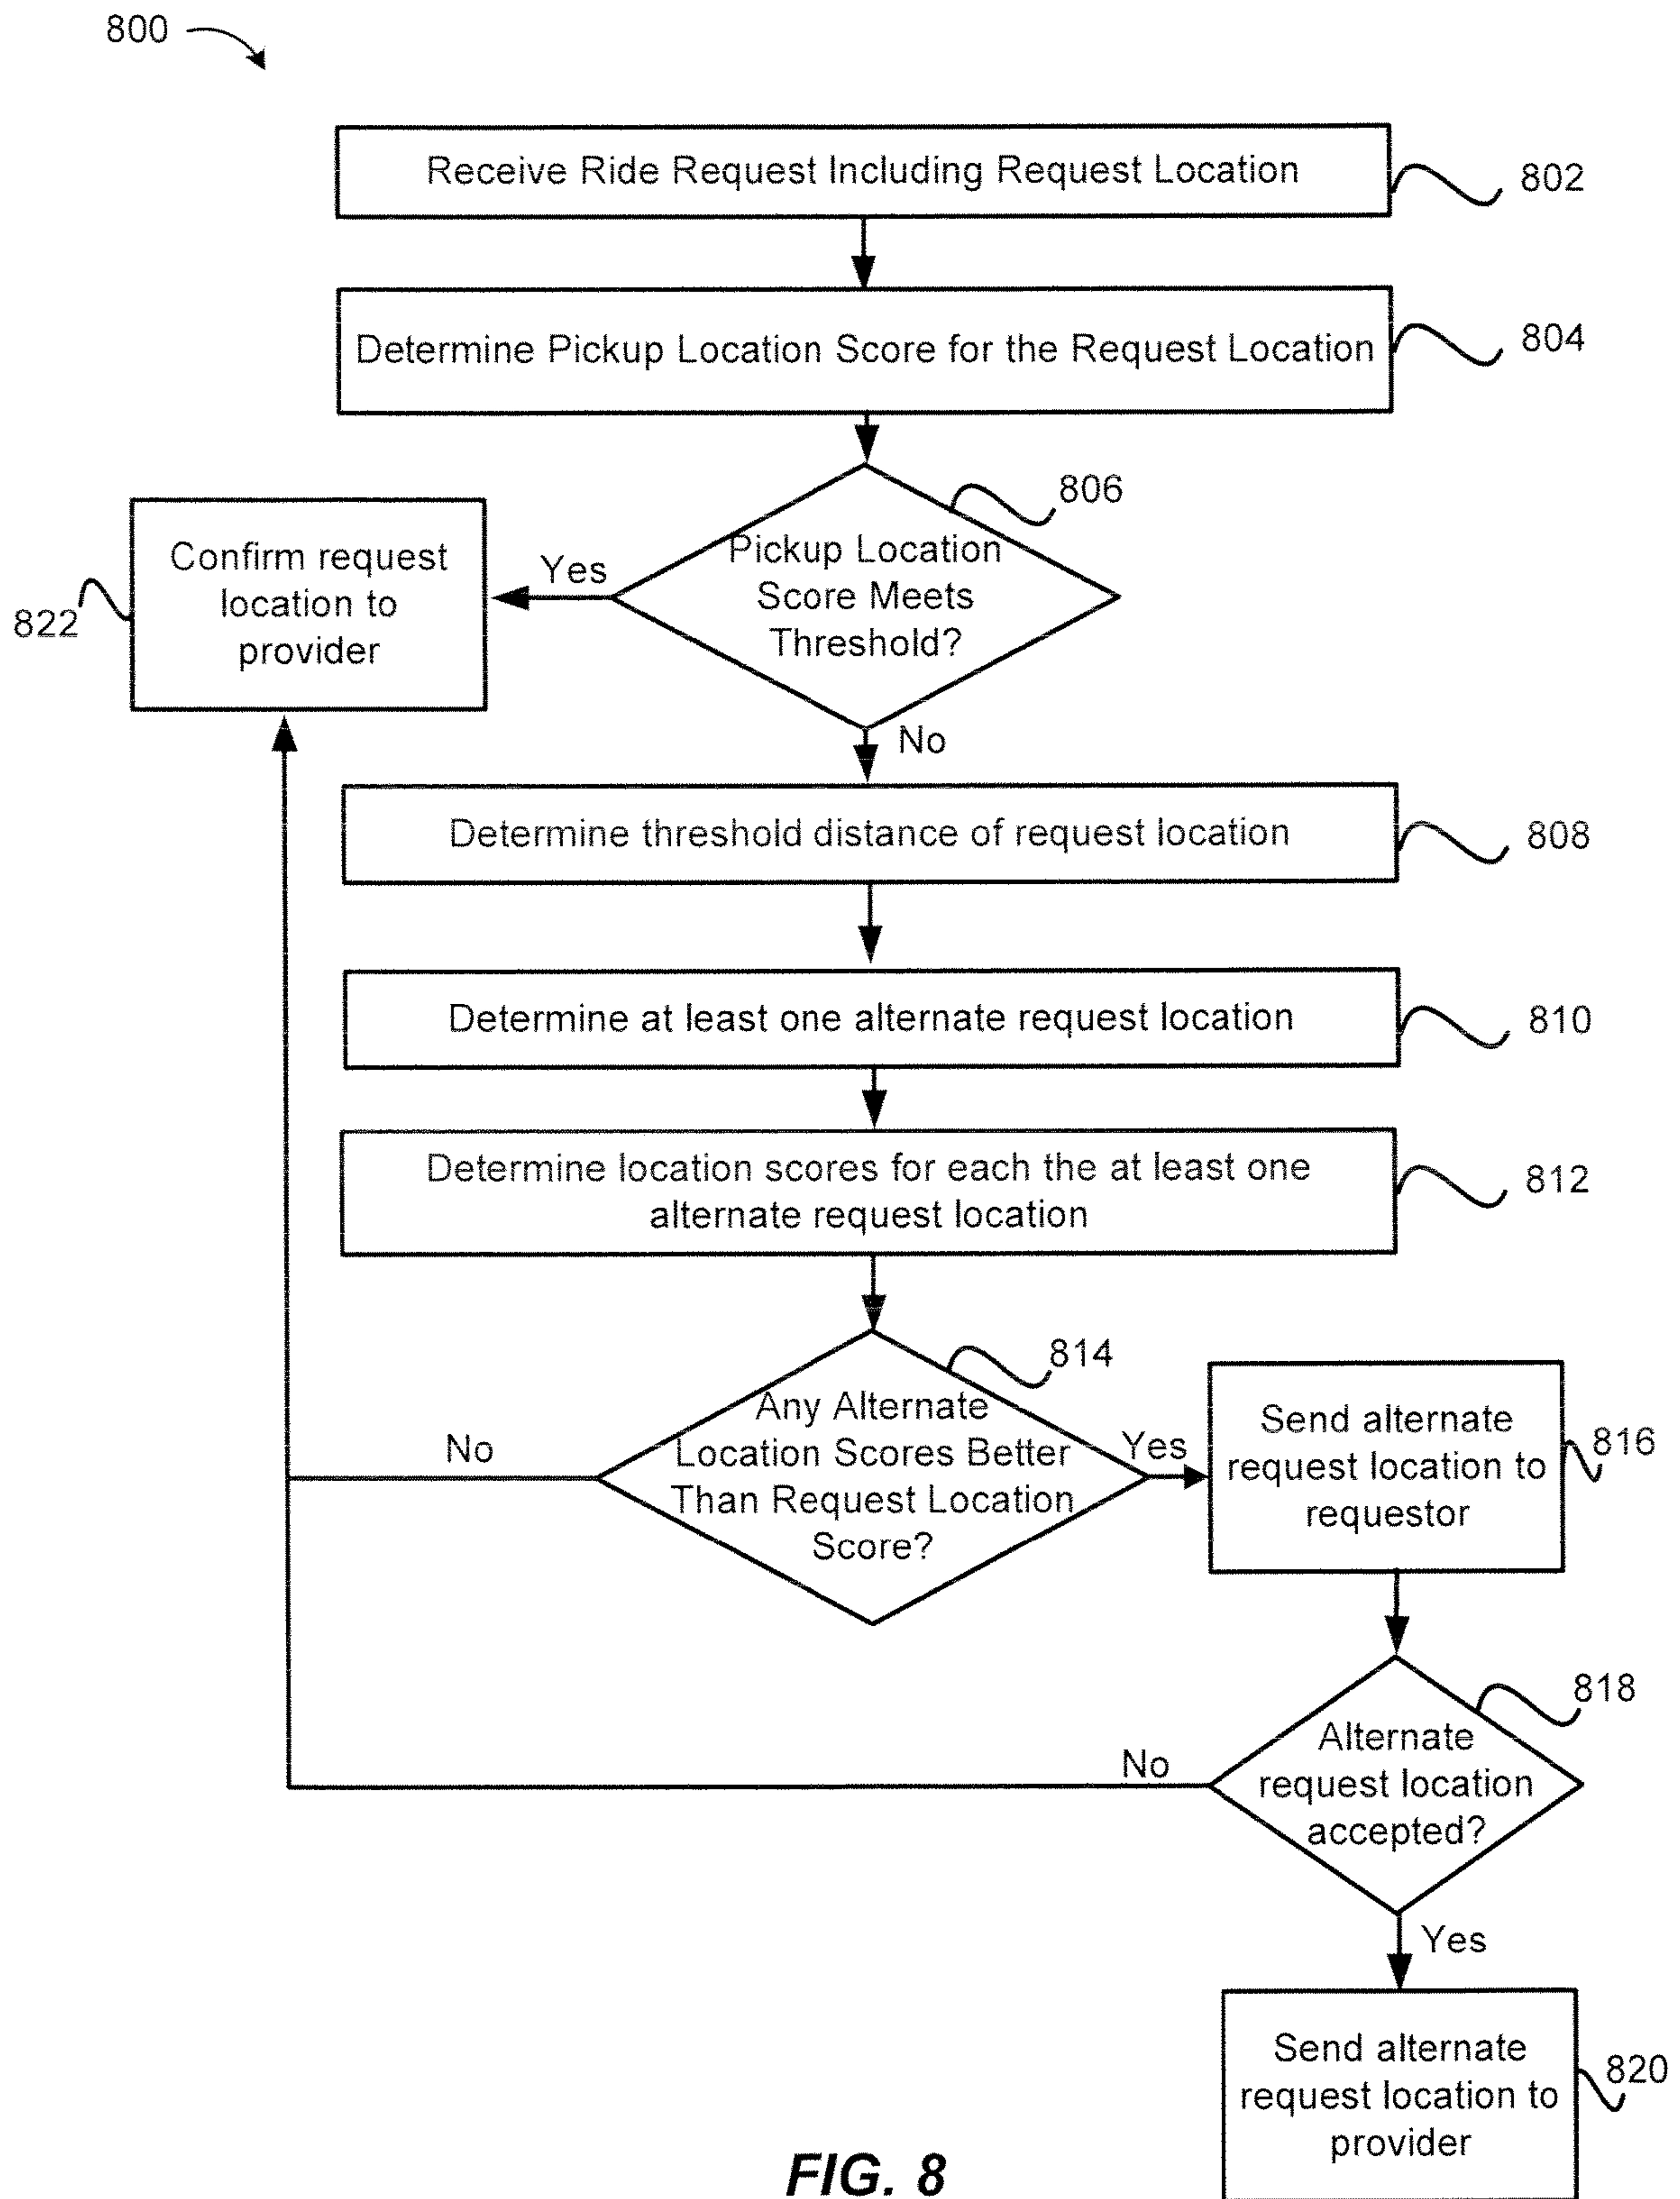 800
Receive Ride Request Including Request Location
802
Determine Pickup Location Score for the Request Location
804
806
Pickup Location
Score Meets
Threshold?
Yes
Confirm request
location to
provider
822
No
Determine threshold distance of request location
808
Determine at least one alternate request location
810
Determine location scores for each the at least one
alternate request location
812
814
Any Alternate
Location Scores Better
Than Request Location
Score?
No
Yes
Send alternate
request location to
requestor
816
818
Alternate
request location
accepted?
No
Yes
Send alternate
request location to
provider
820
FIG. 8